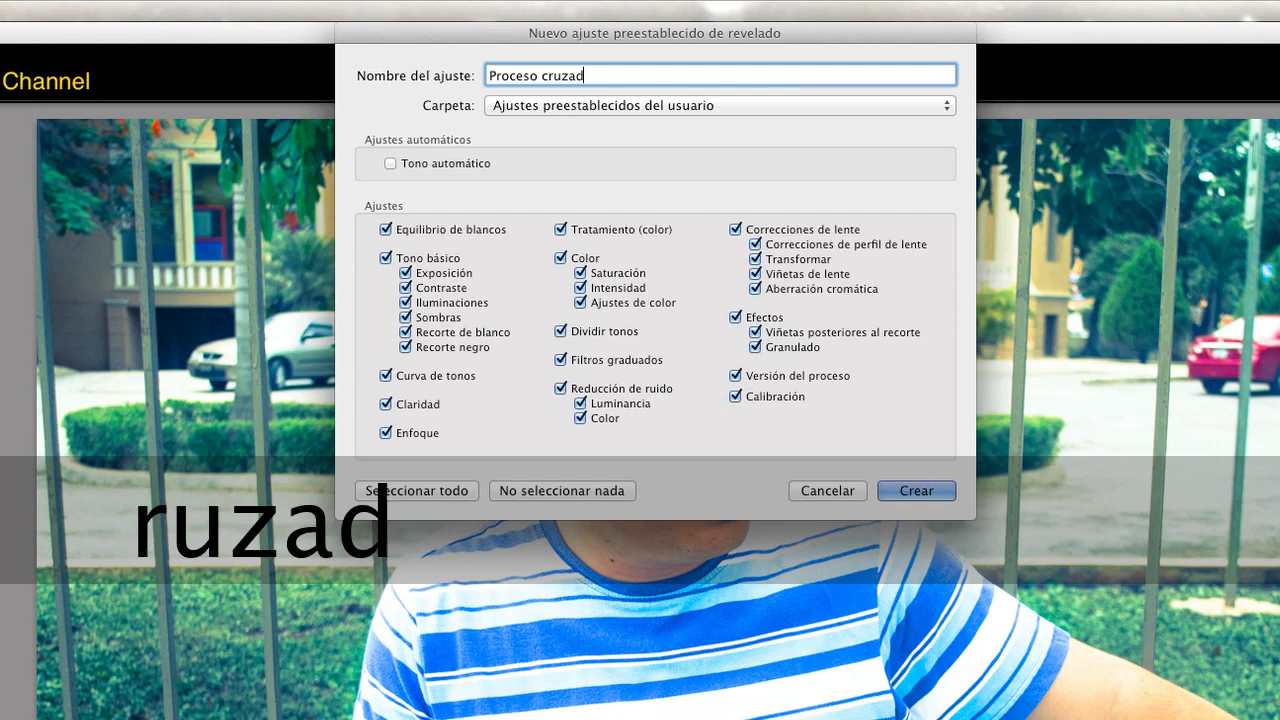 Nuevo ajuste preestablecido de revelado
Channel
Nombre del ajuste: Proceso cruzad
Carpeta: Ajustes preestablecidos del usuario
Ajustes automáticos
Tono automático
Ajustes
Equilibrio de blancos
Tono básico
Exposición
Contraste
Iluminaciones
Sombras
Recorte de blanco
Recorte negro
Curva de tonos
Claridad
Enfoque
Tratamiento (color)
Color
Saturación
Intensidad
Ajustes de color
Dividir tonos
Filtros graduados
Reducción de ruido
Luminancia
Color
Correcciones de lente
Correcciones de perfil de lente
Transformar
Viñetas de lente
Aberración cromática
Efectos
Viñetas posteriores al recorte
Granulado
Versión del proceso
Calibración
Seleccionar todo No seleccionar nada Cancelar Crear
ruzad